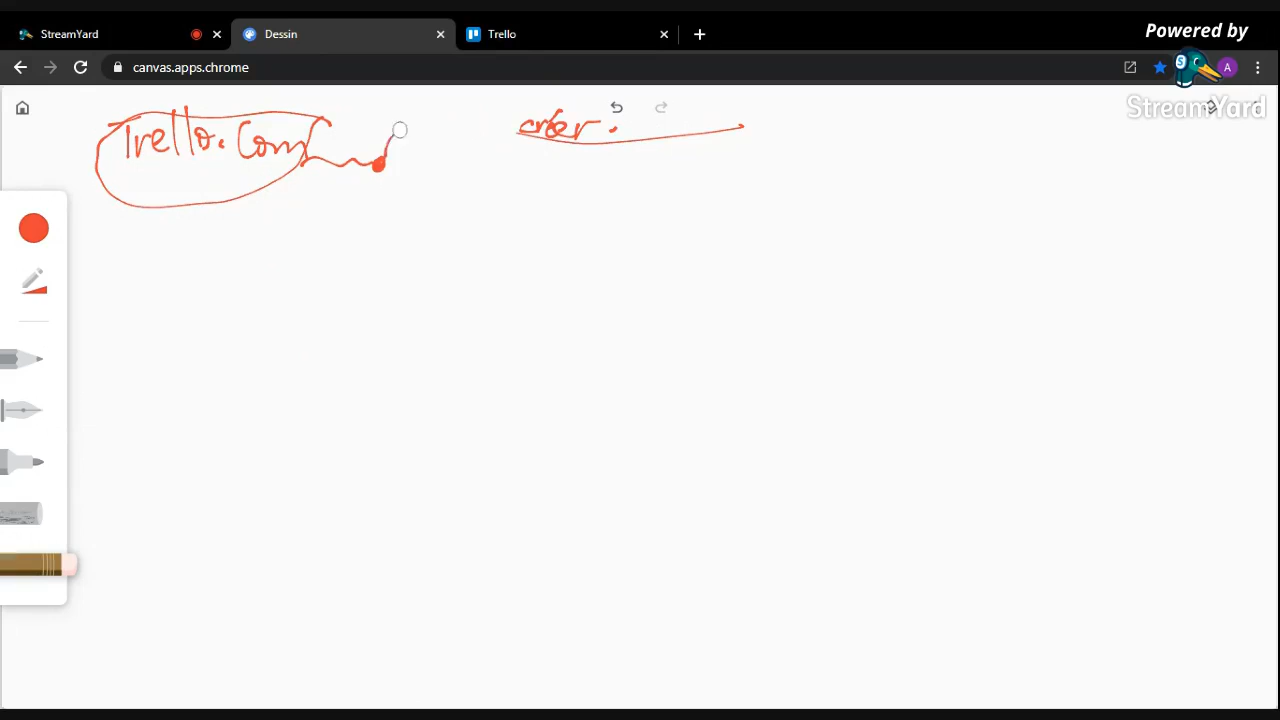 StreamYard Dessin Trello
Powered by
canvas.apps.chrome
A
StreamYard
Trello.Com
créer.